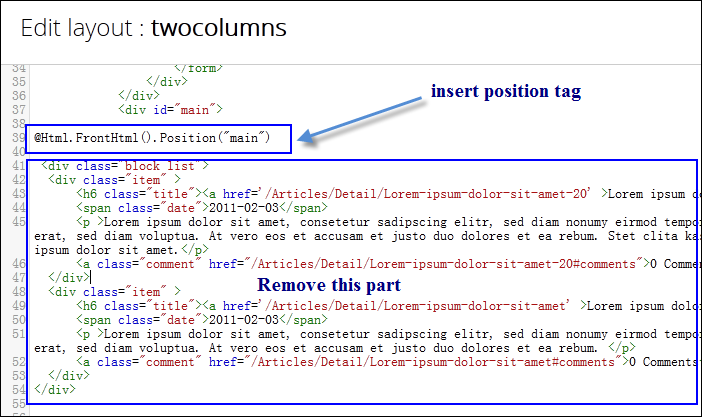 Edit layout : twocolumns
34 </form>
35 </div>
36 </div>
37 <div id="main">
38
insert position tag
39 @Html.FrontHtml().Position("main")
40
41 <div class="block list">
42 <div class="item" >
43 <h6 class="title"><a href='/Articles/Detail/Lorem-ipsum-dolor-sit-amet-20' >Lorem ipsum do
44 <span class="date">2011-02-03</span>
45 <p >Lorem ipsum dolor sit amet, consetetur sadipscing elitr, sed diam nonumy eirmod tempo
erat, sed diam voluptua. At vero eos et accusam et justo duo dolores et ea rebum. Stet clita ka
ipsum dolor sit amet.</p>
46 <a class="comment" href="/Articles/Detail/Lorem-ipsum-dolor-sit-amet-20#comments">0 Comme
47 </div>
Remove this part
48 <div class="item" >
49 <h6 class="title"><a href='/Articles/Detail/Lorem-ipsum-dolor-sit-amet' >Lorem ipsum dolo
50 <span class="date">2011-02-03</span>
51 <p >Lorem ipsum dolor sit amet, consetetur sadipscing elitr, sed diam nonumy eirmod tempo
erat, sed diam voluptua. At vero eos et accusam et justo duo dolores et ea rebum. </p>
52 <a class="comment" href="/Articles/Detail/Lorem-ipsum-dolor-sit-amet#comments">0 Comments
53 </div>
54 </div>
55
56